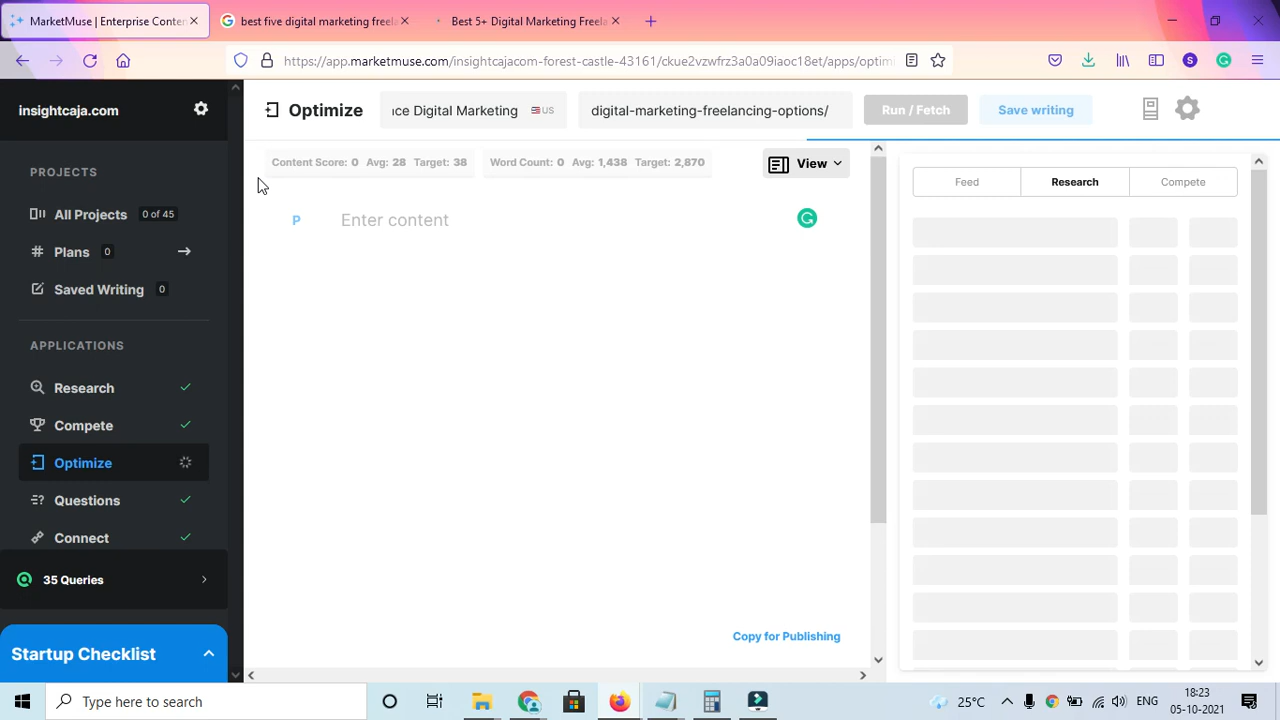 MarketMuse | Enterprise Conten
best five digital marketing freel
Best 5+ Digital Marketing Freela
https://app.marketmuse.com/insightcajacom-forest-castle-43161/ckue2vzwfrz3a0a09iaoc18et/apps/optim
insightcaja.com
Optimize
ice Digital Marketing
US
digital-marketing-freelancing-options/
Run / Fetch
Save writing
Content Score: 0 Avg: 28 Target: 38
Word Count: 0 Avg: 1,438 Target: 2,870
View
Feed
Research
Compete
PROJECTS
All Projects 0 of 45
Plans 0
Saved Writing 0
P
Enter content
APPLICATIONS
Research
Compete
Optimize
Questions
Connect
35 Queries
Copy for Publishing
Startup Checklist
Type here to search
25°C
ENG
18:23
05-10-2021